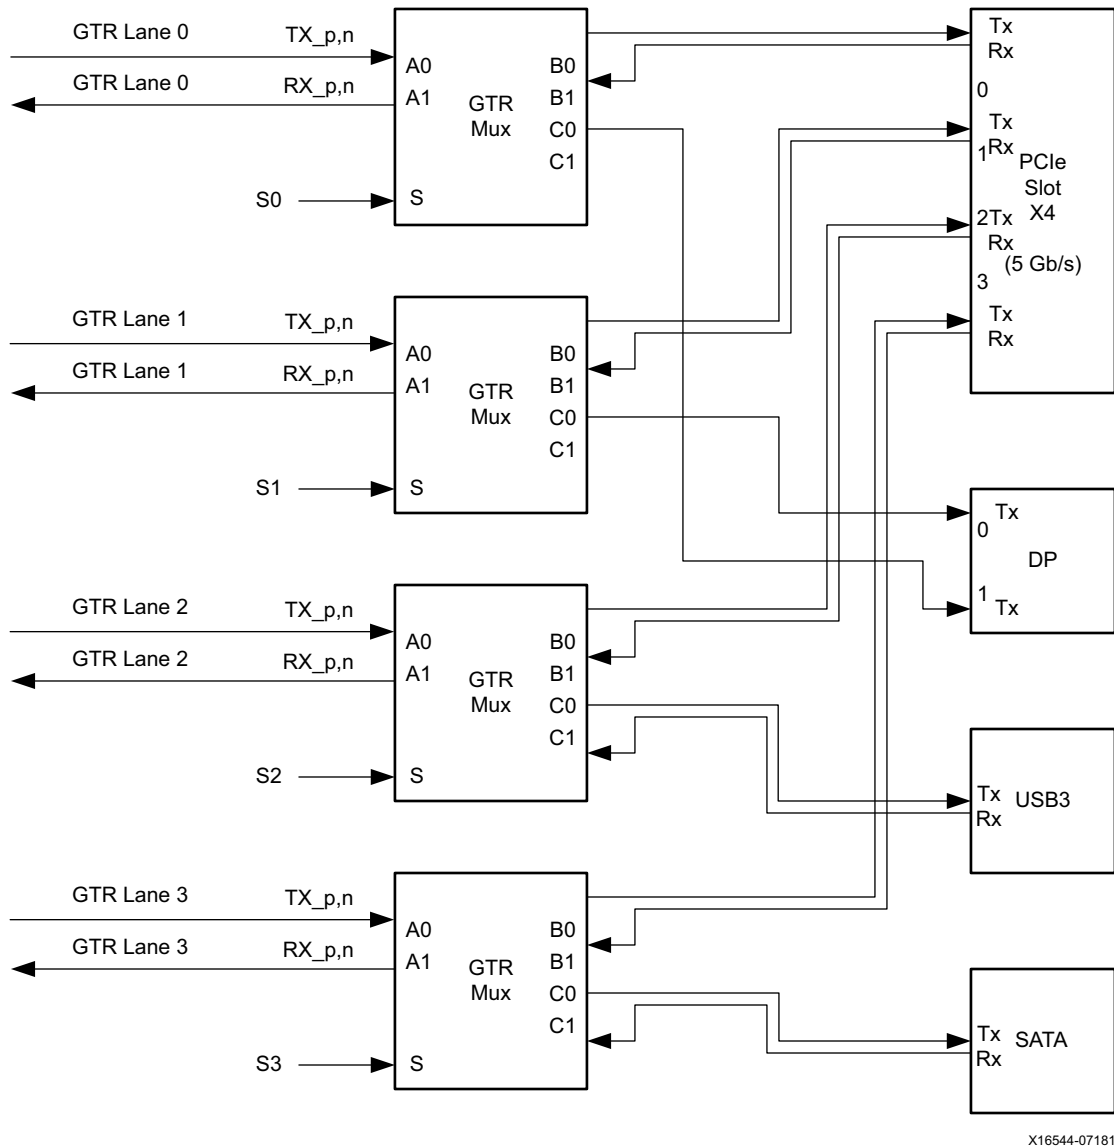 GTR Lane 0 TX_p,n
GTR Lane 0 RX_p,n
A0
A1
GTR
Mux
B0
B1
C0
C1
S0
S
GTR Lane 1 TX_p,n
GTR Lane 1 RX_p,n
A0
A1
GTR
Mux
B0
B1
C0
C1
S1
S
GTR Lane 2 TX_p,n
GTR Lane 2 RX_p,n
A0
A1
GTR
Mux
B0
B1
C0
C1
S2
S
GTR Lane 3 TX_p,n
GTR Lane 3 RX_p,n
A0
A1
GTR
Mux
B0
B1
C0
C1
S3
S
Tx
Rx
0
Tx
Rx
1
PCIe
Slot
X4
2 Tx
Rx
(5 Gb/s)
3
Tx
Rx
Tx
0
DP
1
Tx
Tx USB3
Rx
Tx SATA
Rx
X16544-07181